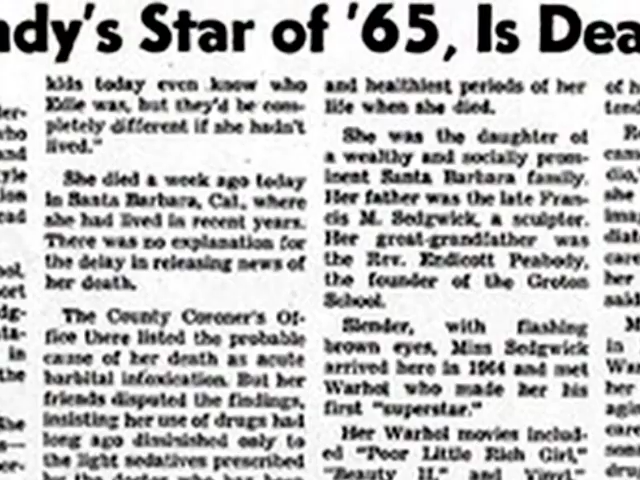 ndy's Star of '65, Is Dea
kids today even know who
Edie was, but they'd be com-
pletely different if she hadn't
lived."
She died a week ago today
in Santa Barbara, Cal., where
she had lived in recent years.
There was no explanation for
the delay in releasing news of
her death.
The County Coroner's Of-
fice there listed the probable
cause of her death as acute
barbital intoxication. But her
friends disputed the findings,
insisting her use of drugs had
long ago diminished only to
the light sedatives prescribed
by the doctor who has been
and healthiest periods of her
life when she died.
She was the daughter of
a wealthy and socially prom-
inent Santa Barbara family.
Her father was the late Fran-
cis M. Sedgwick, a sculptor.
Her great-grandfather was
the Rev. Endicott Peabody,
the founder of the Groton
School.
Slender, with flashing
brown eyes, Miss Sedgwick
arrived here in 1964 and met
Warhol who made her his
first "superstar."
Her Warhol movies includ-
ed "Poor Little Rich Girl,"
"Beauty II," and "Vinyl,"